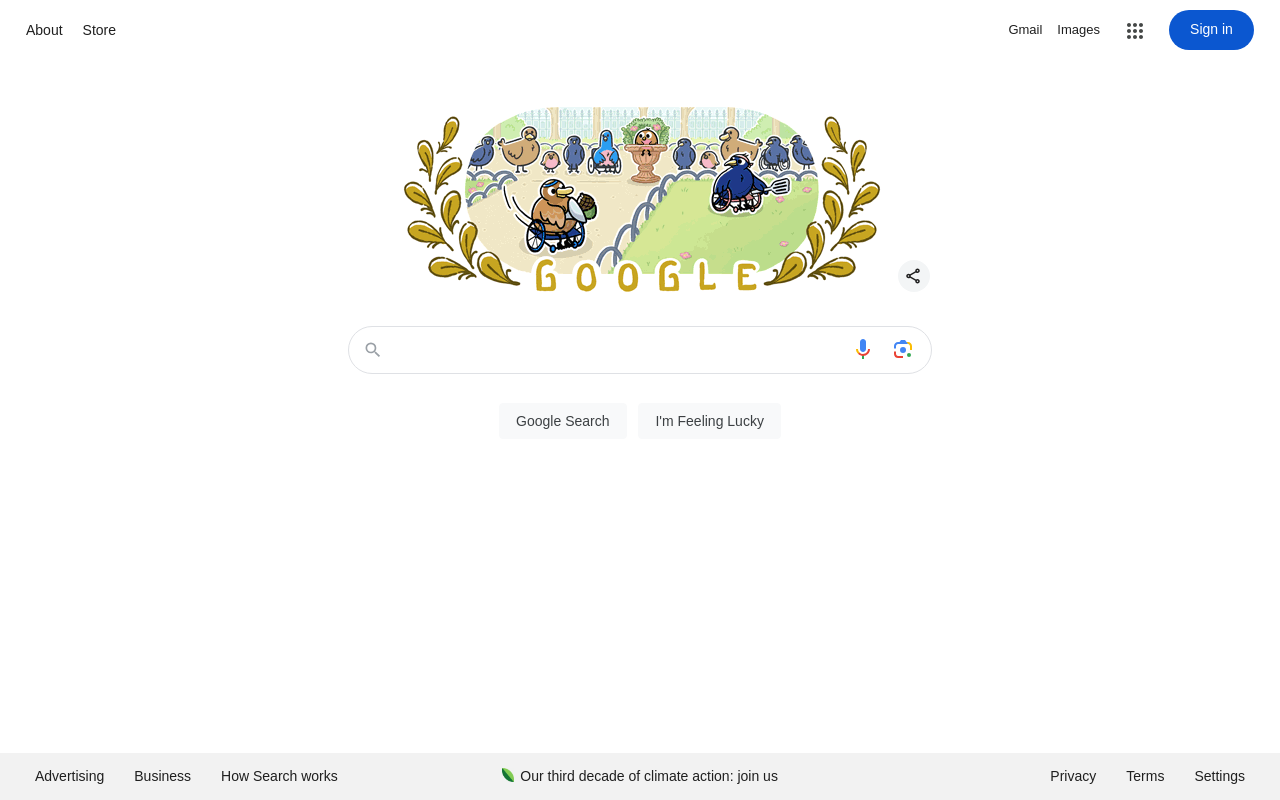 About Store
Gmail Images Sign in
GOOGLE
Google Search I'm Feeling Lucky
Advertising Business How Search works Our third decade of climate action: join us Privacy Terms Settings